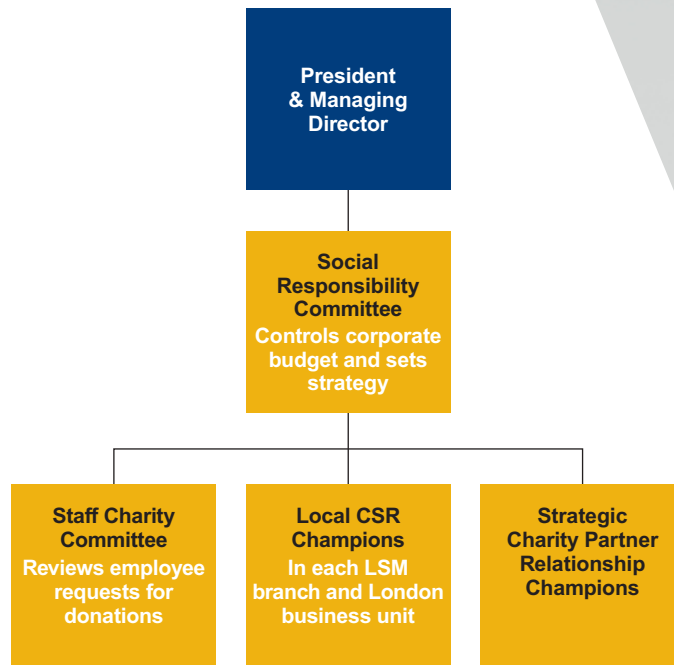 President
& Managing
Director
Social
Responsibility
Committee
Controls corporate
budget and sets
strategy
Staff Charity
Committee
Reviews employee
requests for
donations
Local CSR
Champions
In each LSM
branch and London
business unit
Strategic
Charity Partner
Relationship
Champions